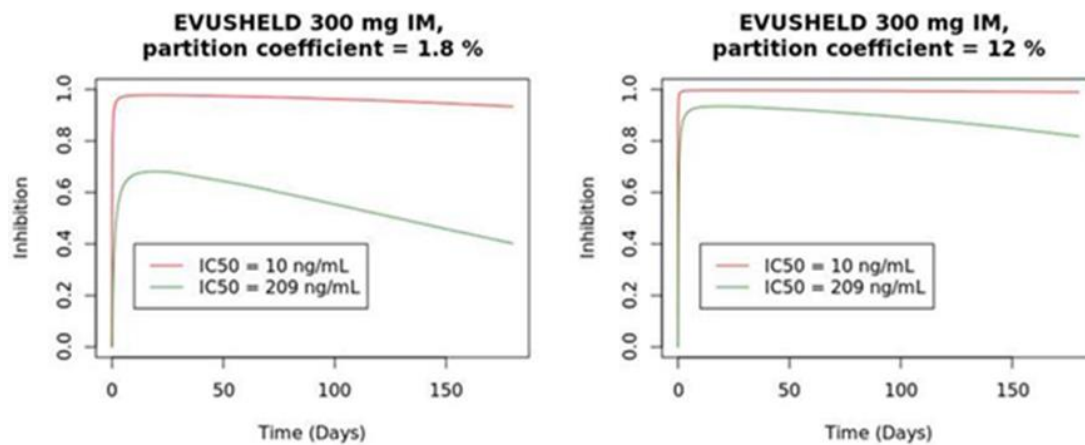 EVUSHELD 300 mg IM,
partition coefficient = 1.8 %
Inhibition
1.0
0.8
0.6
0.4
0.2
0.0
IC50 = 10 ng/mL
IC50 = 209 ng/mL
0 50 100 150
Time (Days)
EVUSHELD 300 mg IM,
partition coefficient = 12 %
Inhibition
1.0
0.8
0.6
0.4
0.2
0.0
IC50 = 10 ng/mL
IC50 = 209 ng/mL
0 50 100 150
Time (Days)